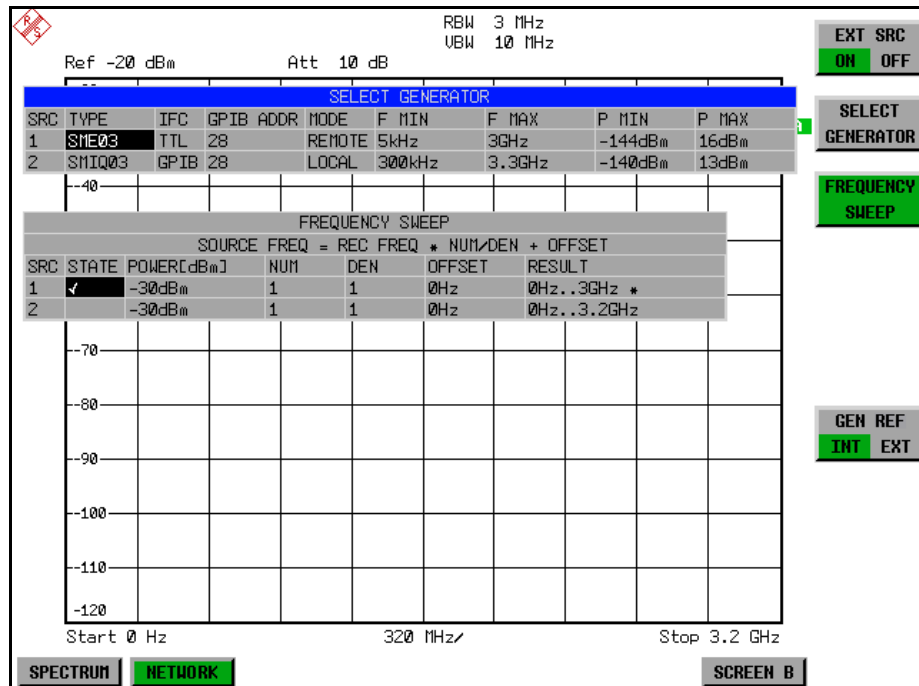 R S
RBW 3 MHz
VBW 10 MHz
Ref -20 dBm Att 10 dB
SELECT GENERATOR
SRC TYPE IFC GPIB ADDR MODE F MIN F MAX P MIN P MAX
1 SME03 TTL 28 REMOTE 5kHz 3GHz -144dBm 16dBm
2 SMIQ03 GPIB 28 LOCAL 300kHz 3.3GHz -140dBm 13dBm
-40
FREQUENCY SWEEP
SOURCE FREQ = REC FREQ * NUM/DEN + OFFSET
SRC STATE POWER[dBm] NUM DEN OFFSET RESULT
1 ✓ -30dBm 1 1 0Hz 0Hz..3GHz *
2 -30dBm 1 1 0Hz 0Hz..3.2GHz
-70
-80
-90
-100
-110
-120
Start 0 Hz 320 MHz/ Stop 3.2 GHz
EXT SRC
ON OFF
SELECT
GENERATOR
FREQUENCY
SWEEP
GEN REF
INT EXT
SPECTRUM NETWORK SCREEN B